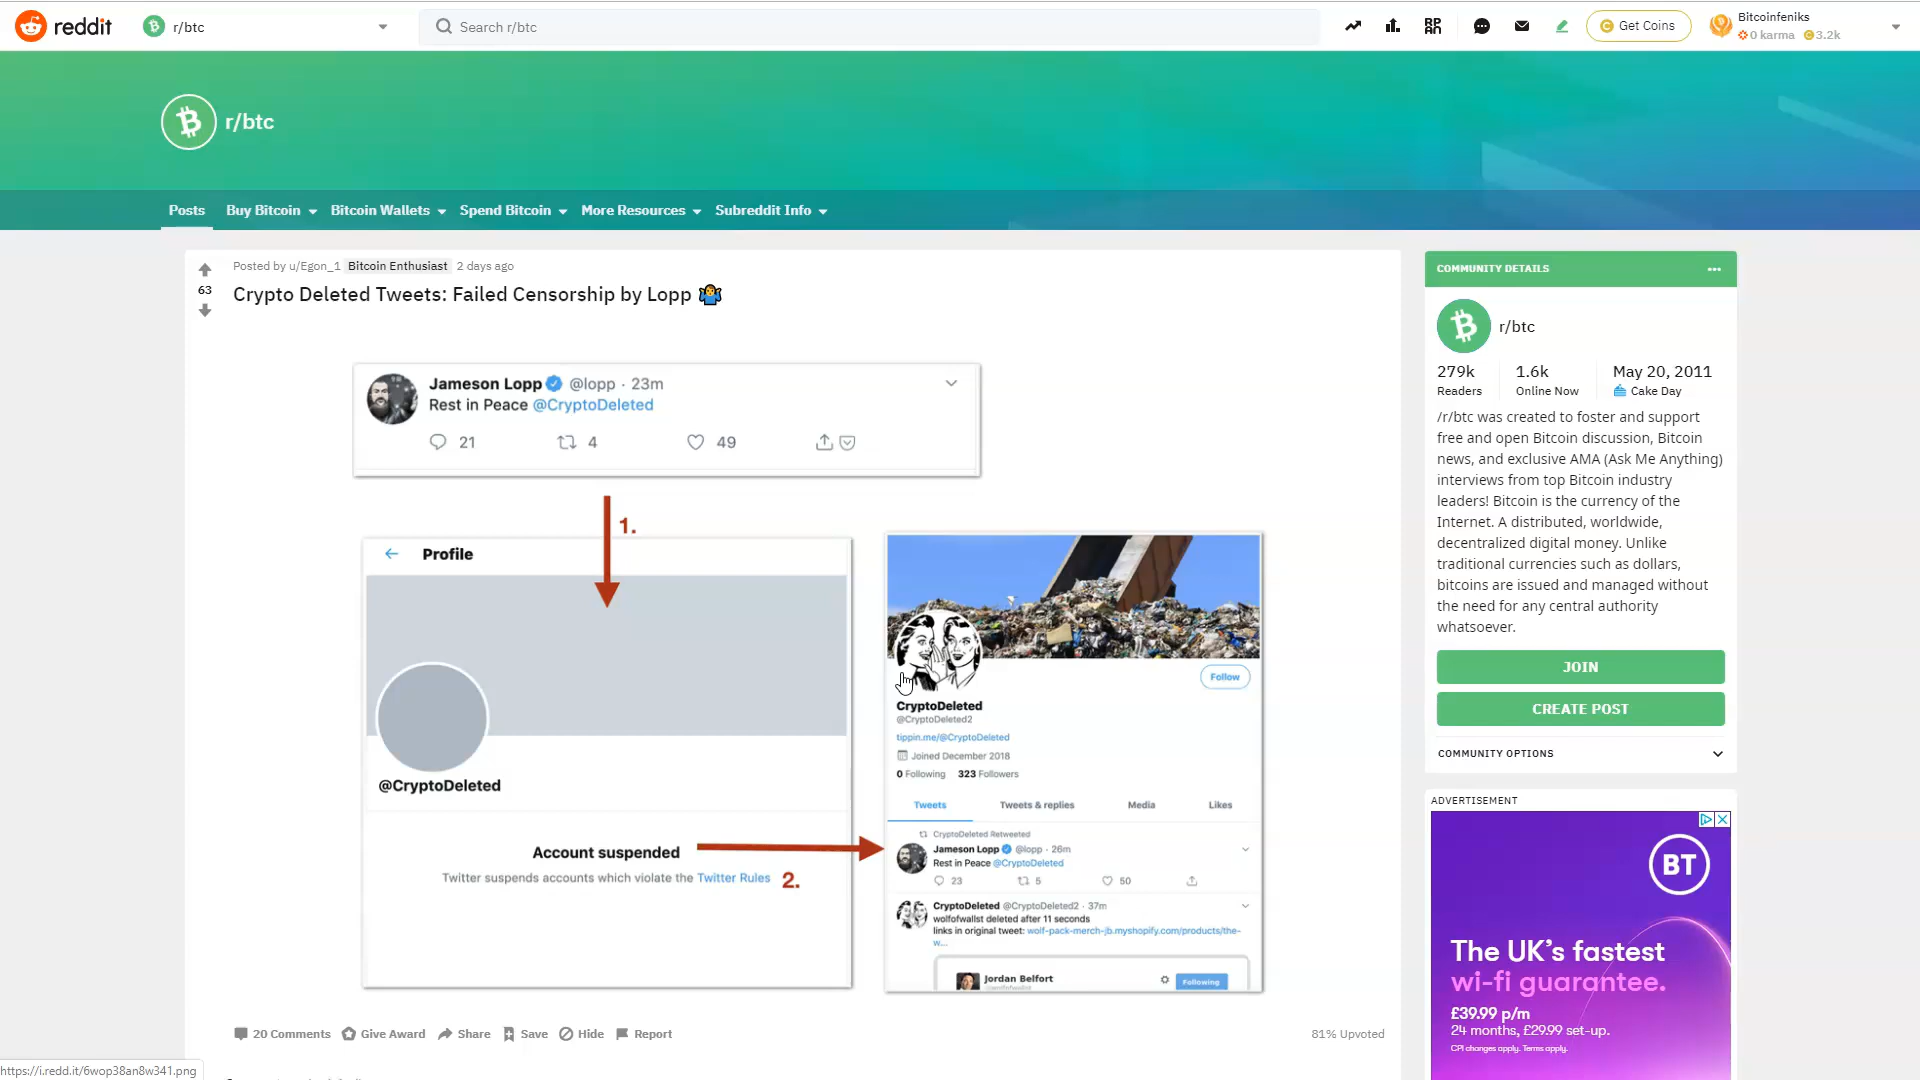 reddit
r/btc
Search r/btc
Get Coins
Bitcoinfeniks
0 karma 3.2k
r/btc
Posts Buy Bitcoin Bitcoin Wallets Spend Bitcoin More Resources Subreddit Info
63
Posted by u/Egon_1 Bitcoin Enthusiast 2 days ago
Crypto Deleted Tweets: Failed Censorship by Lopp
Jameson Lopp @lopp · 23m
Rest in Peace @CryptoDeleted
21 4 49
1.
Profile
@CryptoDeleted
Account suspended
Twitter suspends accounts which violate the Twitter Rules
2.
Follow
CryptoDeleted
@CryptoDeleted2
tippin.me/@CryptoDeleted
Joined December 2018
0 Following 323 Followers
Tweets Tweets & replies Media Likes
CryptoDeleted Retweeted
Jameson Lopp @lopp · 26m
Rest in Peace @CryptoDeleted
23 5 50
CryptoDeleted @CryptoDeleted2 · 37m
wolfofwallst deleted after 11 seconds
links in original tweet: wolf-pack-merch-jb.myshopify.com/products/the-
w...
Jordan Belfort
Following
20 Comments Give Award Share Save Hide Report
81% Upvoted
https://i.redd.it/6wop38an8w341.png
COMMUNITY DETAILS
r/btc
279k 1.6k May 20, 2011
Readers Online Now Cake Day
/r/btc was created to foster and support
free and open Bitcoin discussion, Bitcoin
news, and exclusive AMA (Ask Me Anything)
interviews from top Bitcoin industry
leaders! Bitcoin is the currency of the
Internet. A distributed, worldwide,
decentralized digital money. Unlike
traditional currencies such as dollars,
bitcoins are issued and managed without
the need for any central authority
whatsoever.
JOIN
CREATE POST
COMMUNITY OPTIONS
ADVERTISEMENT
BT
The UK's fastest
wi-fi guarantee.
£39.99 p/m
24 months, £29.99 set-up.
CPI changes apply. Terms apply.